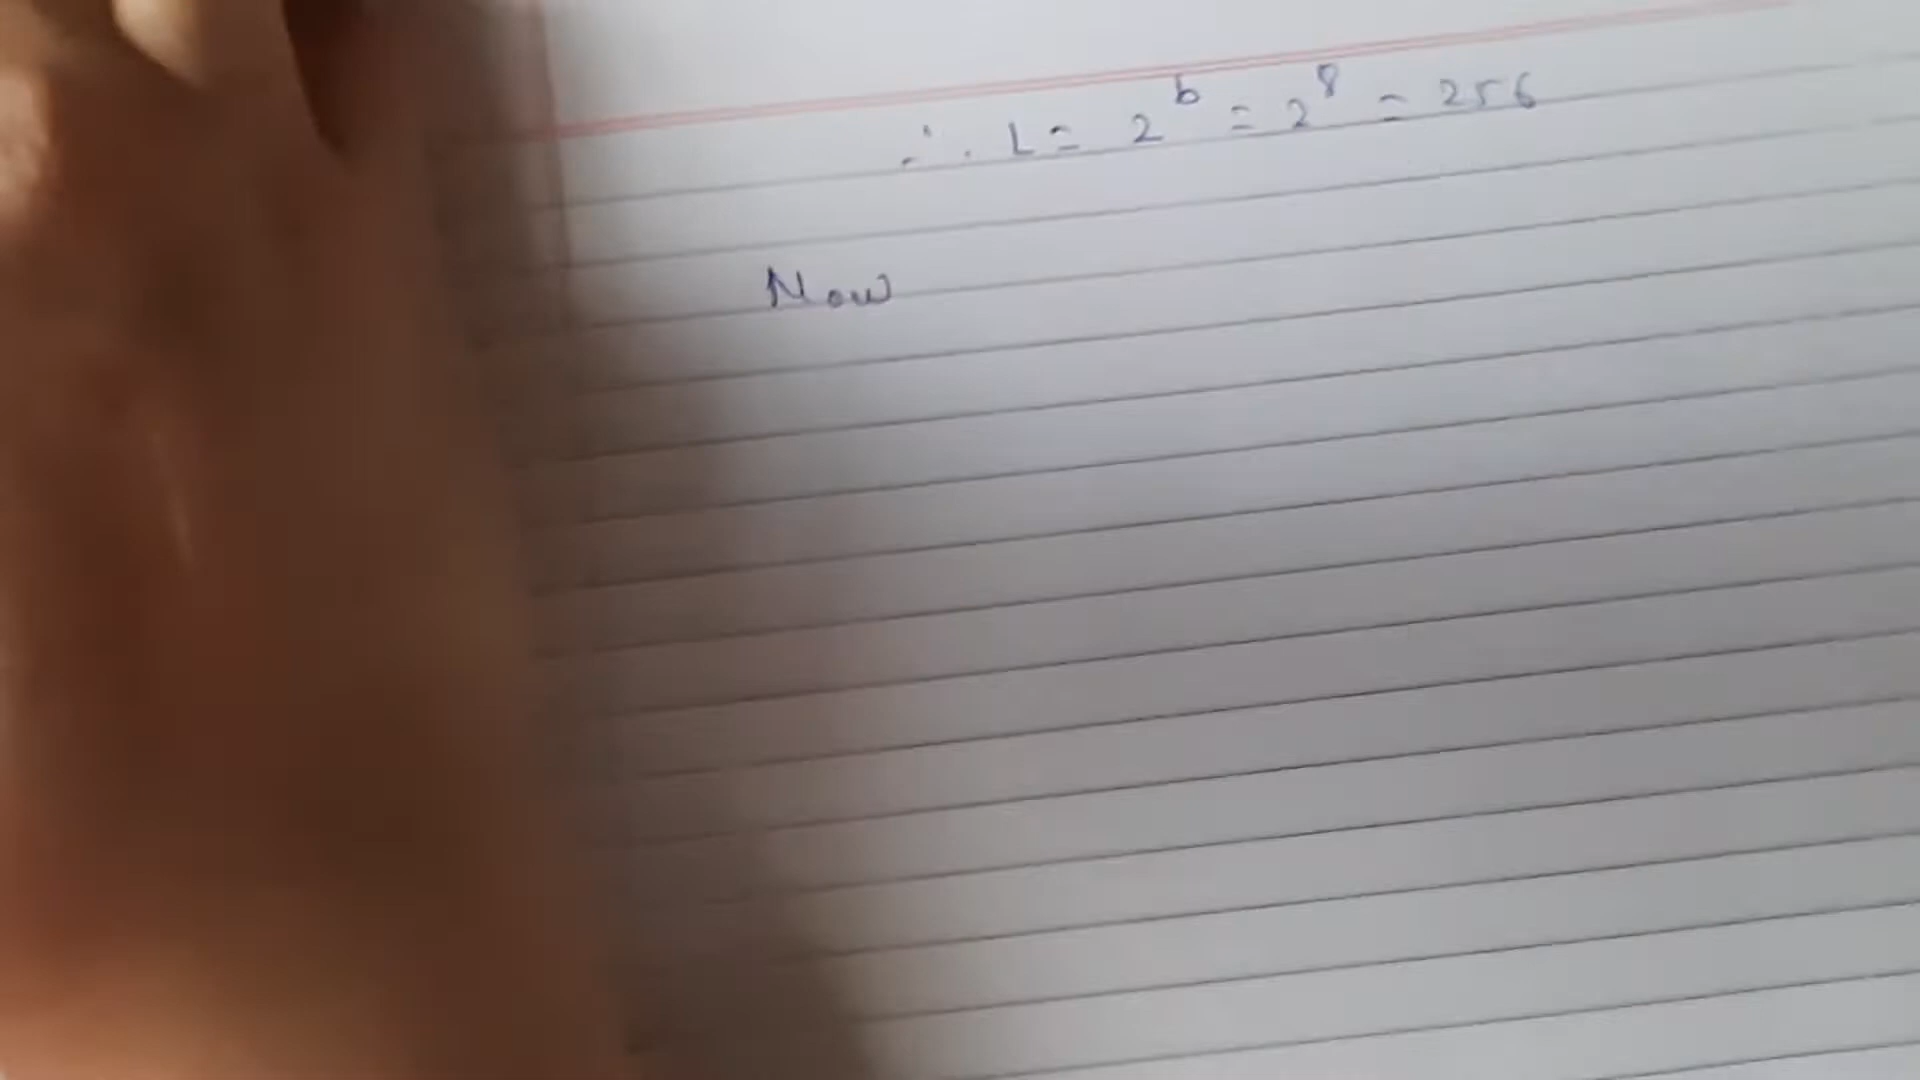 ∴ L = 2^b = 2^8 = 256
Now